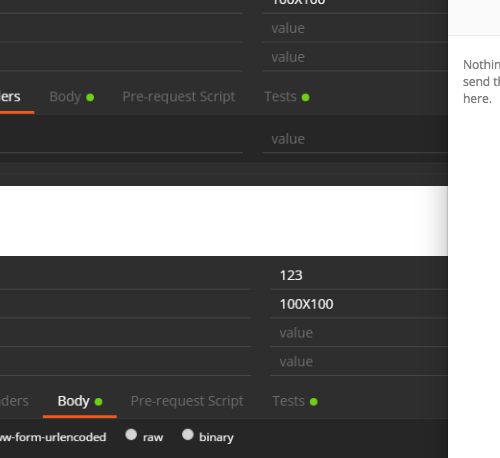 100X100
value
value
ders Body Pre-request Script Tests
value
Nothin
send th
here.
123
100X100
value
value
ders Body Pre-request Script Tests
ww-form-urlencoded raw binary